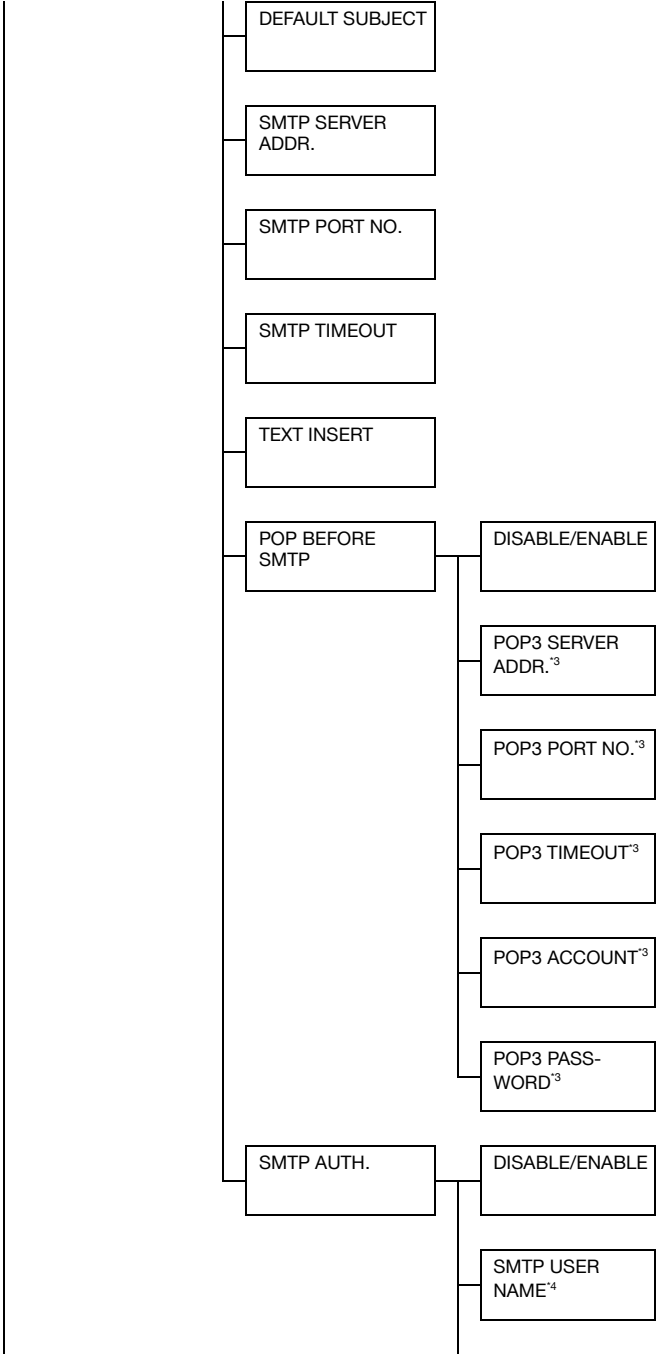 DEFAULT SUBJECT
SMTP SERVER
ADDR.
SMTP PORT NO.
SMTP TIMEOUT
TEXT INSERT
POP BEFORE
SMTP
DISABLE/ENABLE
POP3 SERVER
ADDR.*3
POP3 PORT NO.*3
POP3 TIMEOUT*3
POP3 ACCOUNT*3
POP3 PASS-
WORD*3
SMTP AUTH.
DISABLE/ENABLE
SMTP USER
NAME*4